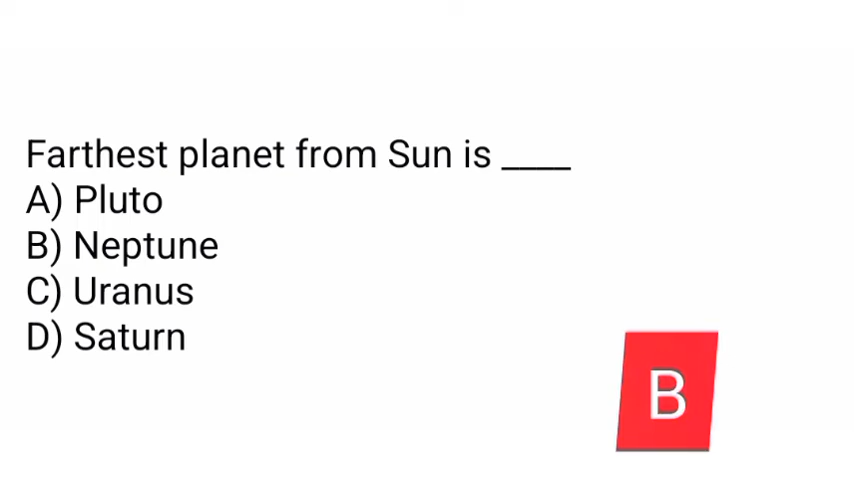 Farthest planet from Sun is ____
A) Pluto
B) Neptune
C) Uranus
D) Saturn
B